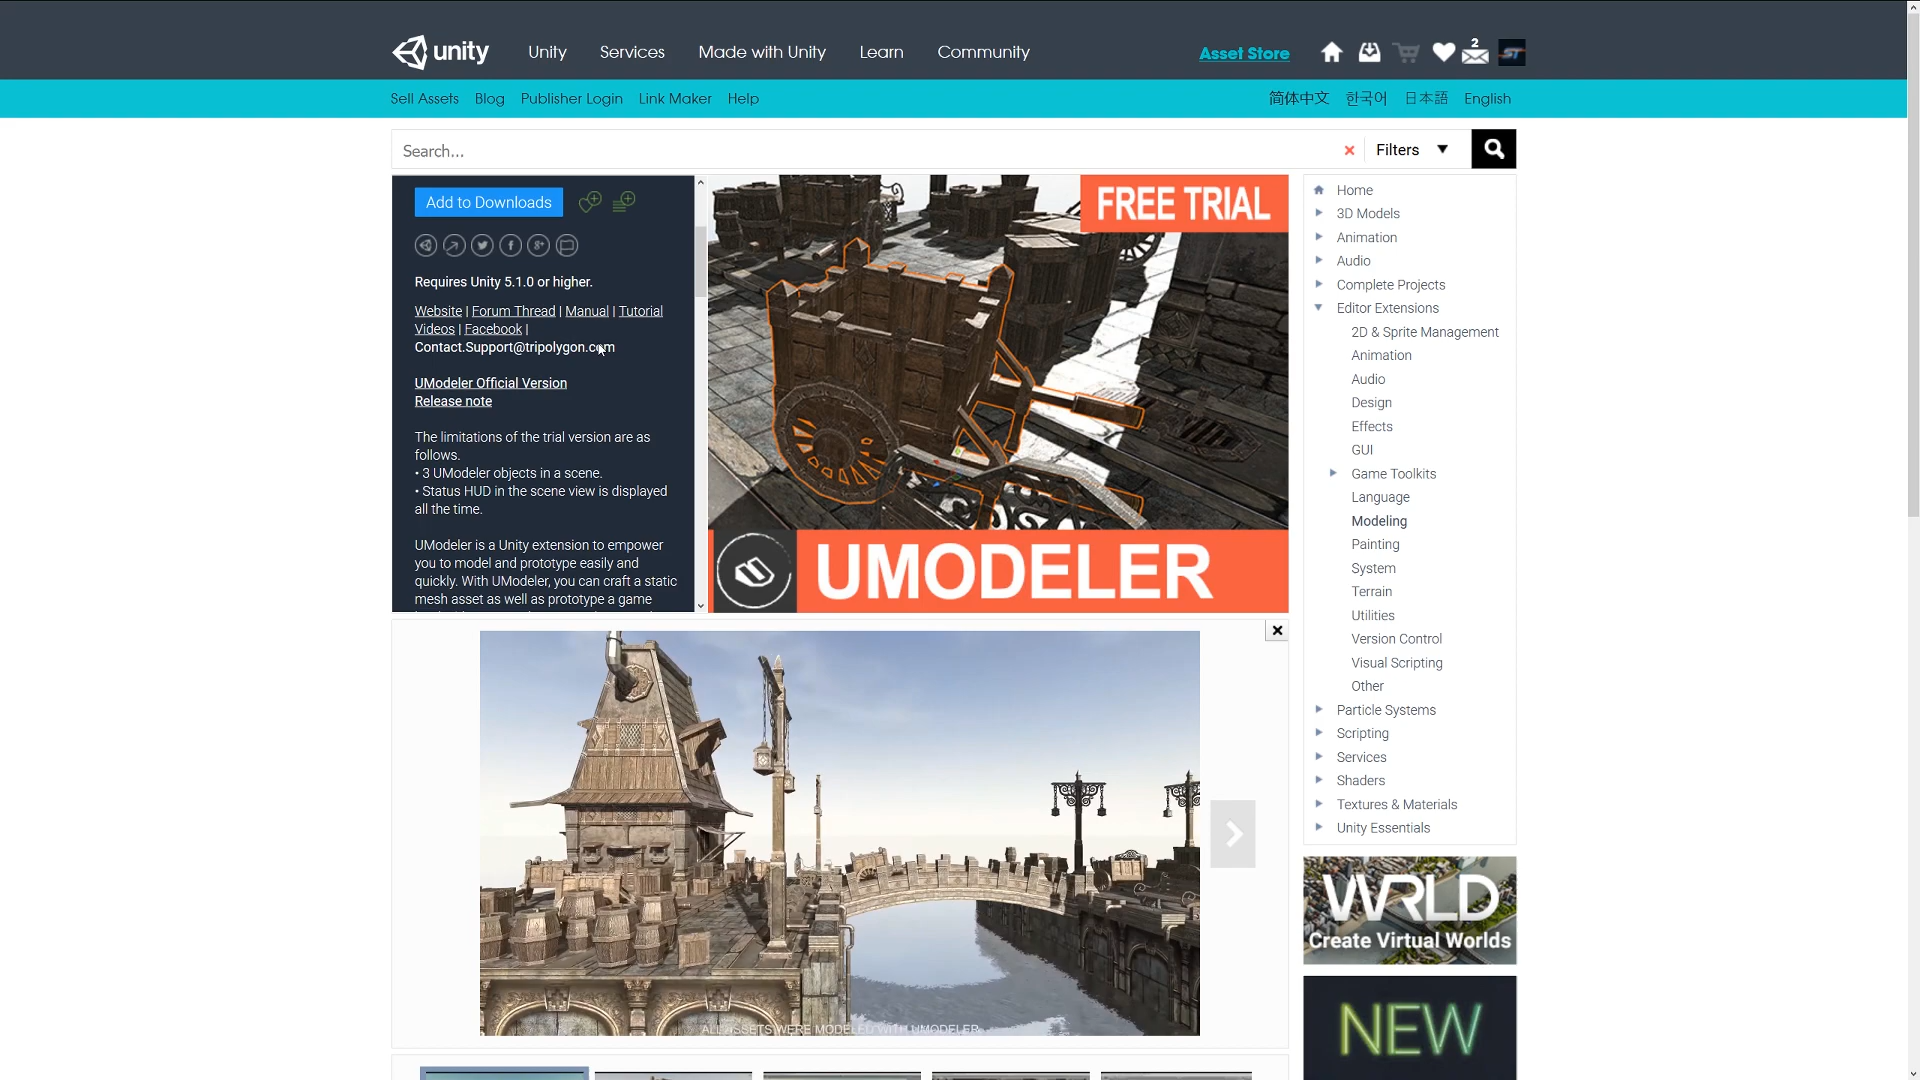 unity
Unity
Services
Made with Unity
Learn
Community
Asset Store
2
ST
Sell Assets
Blog
Publisher Login
Link Maker
Help
简体中文
한국어
日本語
English
Search...
Filters
Add to Downloads
Requires Unity 5.1.0 or higher.
Website | Forum Thread | Manual | Tutorial
Videos | Facebook |
Contact.Support@tripolygon.com
UModeler Official Version
Release note
The limitations of the trial version are as
follows.
• 3 UModeler objects in a scene.
• Status HUD in the scene view is displayed
all the time.
UModeler is a Unity extension to empower
you to model and prototype easily and
quickly. With UModeler, you can craft a static
mesh asset as well as prototype a game
FREE TRIAL
UMODELER
ALL ASSETS WERE MODELED WITH UMODELER
Home
3D Models
Animation
Audio
Complete Projects
Editor Extensions
2D & Sprite Management
Animation
Audio
Design
Effects
GUI
Game Toolkits
Language
Modeling
Painting
System
Terrain
Utilities
Version Control
Visual Scripting
Other
Particle Systems
Scripting
Services
Shaders
Textures & Materials
Unity Essentials
WRLD
Create Virtual Worlds
NEW